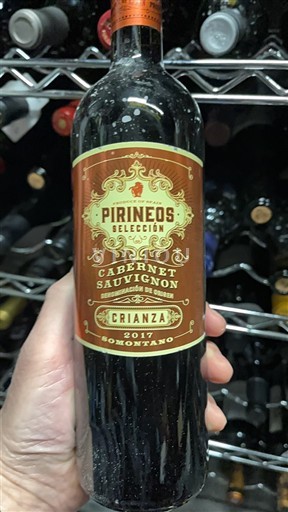 PRODUCT OF SPAIN
PIRINEOS
SELECCIÓN
CABERNET
SAUVIGNON
DENOMINACIÓN DE ORIGEN
CRIANZA
2017
SOMONTANO